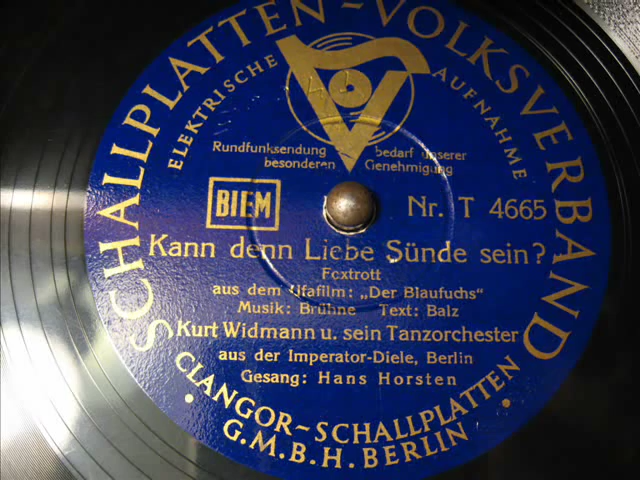 SCHALLPLATTEN-VOLKSVERBAND
ELEKTRISCHE AUFNAHME
Rundfunksendung bedarf unserer
besonderen Genehmigung
BIEM
Nr. T 4665
Kann denn Liebe Sünde sein?
Foxtrott
aus dem Ufafilm: „Der Blaufuchs"
Musik: Brühne Text: Balz
Kurt Widmann u. sein Tanzorchester
aus der Imperator-Diele, Berlin
Gesang: Hans Horsten
CLANGOR-SCHALLPLATTEN
G.M.B.H. BERLIN